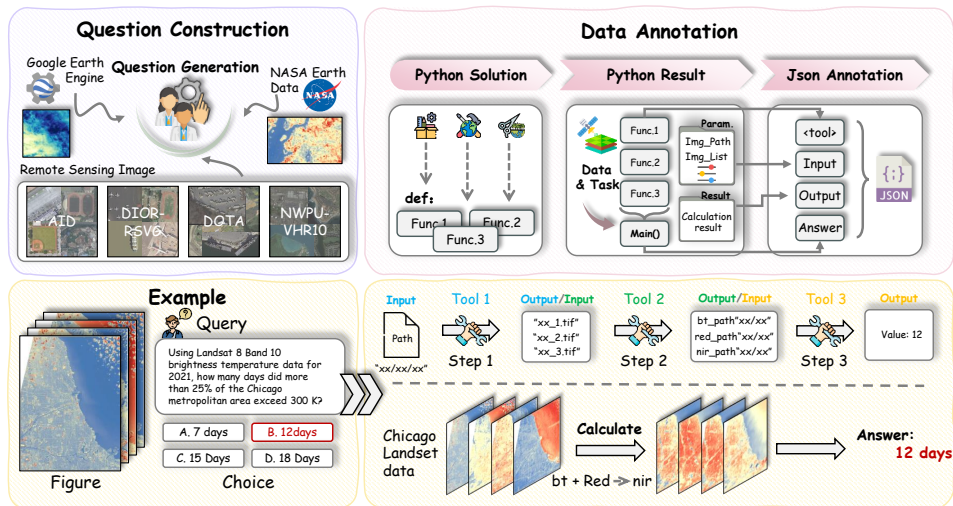 Question Construction
Google Earth
Engine
Question Generation
NASA Earth
Data
NASA
Remote Sensing Image
AID
DIOR-
RSVG
DOTA
NWPU-
VHR10
Data Annotation
Python Solution
Python Result
Json Annotation
def:
Func.1
Func.2
Func.3
Data
& Task
Func.1
Func.2
Func.3
Main()
Param.
Img_Path
Img_List
Result
Calculation
result
<tool>
Input
Output
Answer
{;}
JSON
Example
Query
Using Landsat 8 Band 10
brightness temperature data for
2021, how many days did more
than 25% of the Chicago
metropolitan area exceed 300 K?
A. 7 days
B. 12days
C. 15 Days
D. 18 Days
Figure
Choice
Input
Path
"xx/xx/xx"
Tool 1
Step 1
Output/Input
"xx_1.tif"
"xx_2.tif"
"xx_3.tif"
Tool 2
Step 2
Output/Input
bt_path"xx/xx"
red_path"xx/xx"
nir_path"xx/xx"
Tool 3
Step 3
Output
Value: 12
Chicago
Landset
data
Calculate
bt + Red -> nir
Answer:
12 days